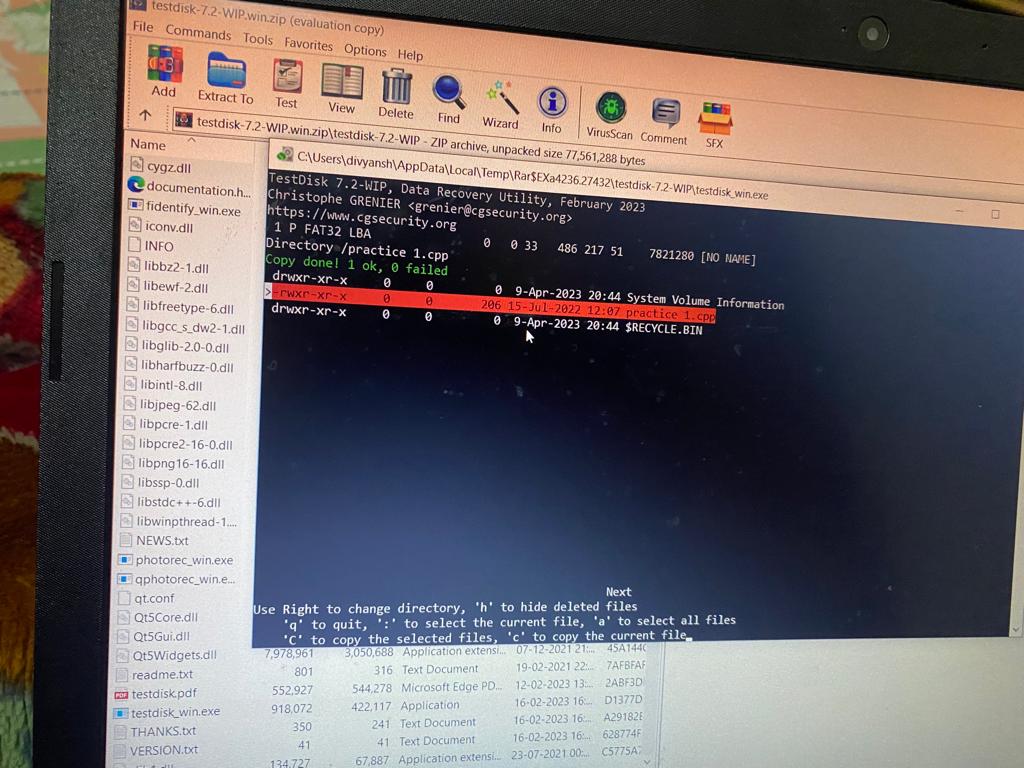 testdisk-7.2-WIP.win.zip (evaluation copy)
File Commands Tools Favorites Options Help
Add Extract To Test View Delete Find Wizard Info VirusScan Comment SFX
testdisk-7.2-WIP.win.zip\testdisk-7.2-WIP - ZIP archive, unpacked size 77,561,288 bytes
Name
cygz.dll
documentation.h...
fidentify_win.exe
iconv.dll
INFO
libbz2-1.dll
libewf-2.dll
libfreetype-6.dll
libgcc_s_dw2-1.dll
libglib-2.0-0.dll
libharfbuzz-0.dll
libintl-8.dll
libjpeg-62.dll
libpcre-1.dll
libpcre2-16-0.dll
libpng16-16.dll
libssp-0.dll
libstdc++-6.dll
libwinpthread-1....
NEWS.txt
photorec_win.exe
qphotorec_win.e...
qt.conf
Qt5Core.dll
Qt5Gui.dll
Qt5Widgets.dll 7,978,961 3,050,688 Application extensi... 07-12-2021 21:... 45A144C
readme.txt 801 316 Text Document 19-02-2022 22:... 7AFBFAF
testdisk.pdf 552,927 544,278 Microsoft Edge PD... 12-02-2023 13:... 2ABF3D
testdisk_win.exe 918,072 422,117 Application 16-02-2023 16:... D1377D
THANKS.txt 350 241 Text Document 16-02-2023 16:... A29182E
VERSION.txt 41 41 Text Document 16-02-2023 16:... 628774F
134,727 67,887 Application extensi... 23-07-2021 00:... C5775A
C:\Users\divyansh\AppData\Local\Temp\Rar$EXa4236.27432\testdisk-7.2-WIP\testdisk_win.exe
TestDisk 7.2-WIP, Data Recovery Utility, February 2023
Christophe GRENIER <grenier@cgsecurity.org>
https://www.cgsecurity.org
1 P FAT32 LBA 0 0 33 486 217 51 7821280 [NO NAME]
Directory /practice 1.cpp
Copy done! 1 ok, 0 failed
drwxr-xr-x 0 0 0 9-Apr-2023 20:44 System Volume Information
>-rwxr-xr-x 0 0 206 15-Jul-2022 12:07 practice 1.cpp
drwxr-xr-x 0 0 0 9-Apr-2023 20:44 $RECYCLE.BIN
Next
Use Right to change directory, 'h' to hide deleted files
'q' to quit, ':' to select the current file, 'a' to select all files
'C' to copy the selected files, 'c' to copy the current file